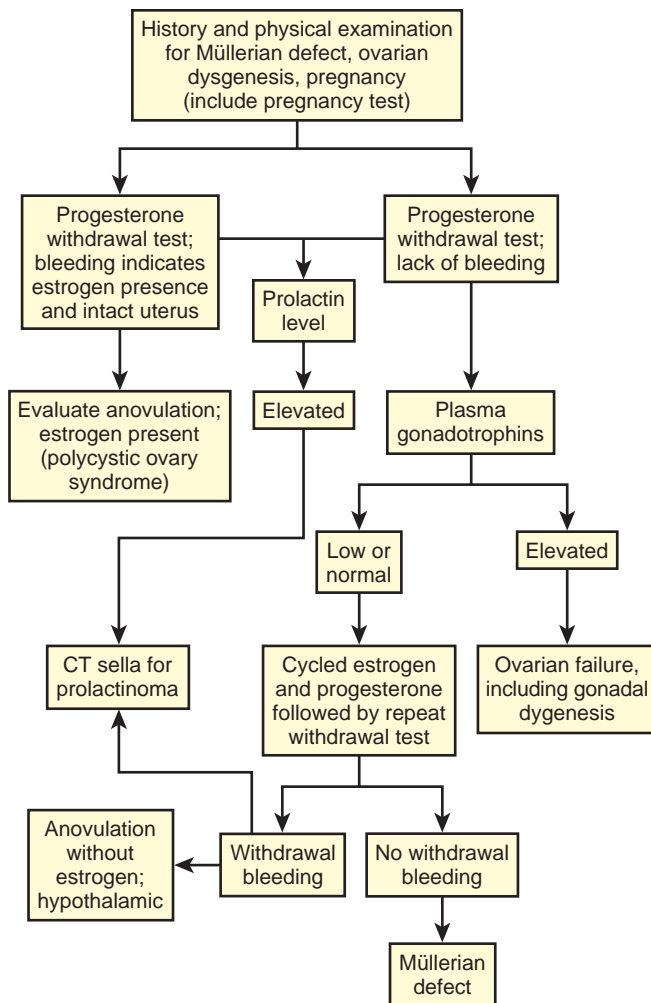 History and physical examination
for Müllerian defect, ovarian
dysgenesis, pregnancy
(include pregnancy test)
Progesterone
withdrawal test;
bleeding indicates
estrogen presence
and intact uterus
Progesterone
withdrawal test;
lack of bleeding
Prolactin
level
Evaluate anovulation;
estrogen present
(polycystic ovary
syndrome)
Elevated
Plasma
gonadotrophins
Low or
normal
Elevated
CT sella for
prolactinoma
Cycled estrogen
and progesterone
followed by repeat
withdrawal test
Ovarian failure,
including gonadal
dygenesis
Anovulation
without
estrogen;
hypothalamic
Withdrawal
bleeding
No withdrawal
bleeding
Müllerian
defect